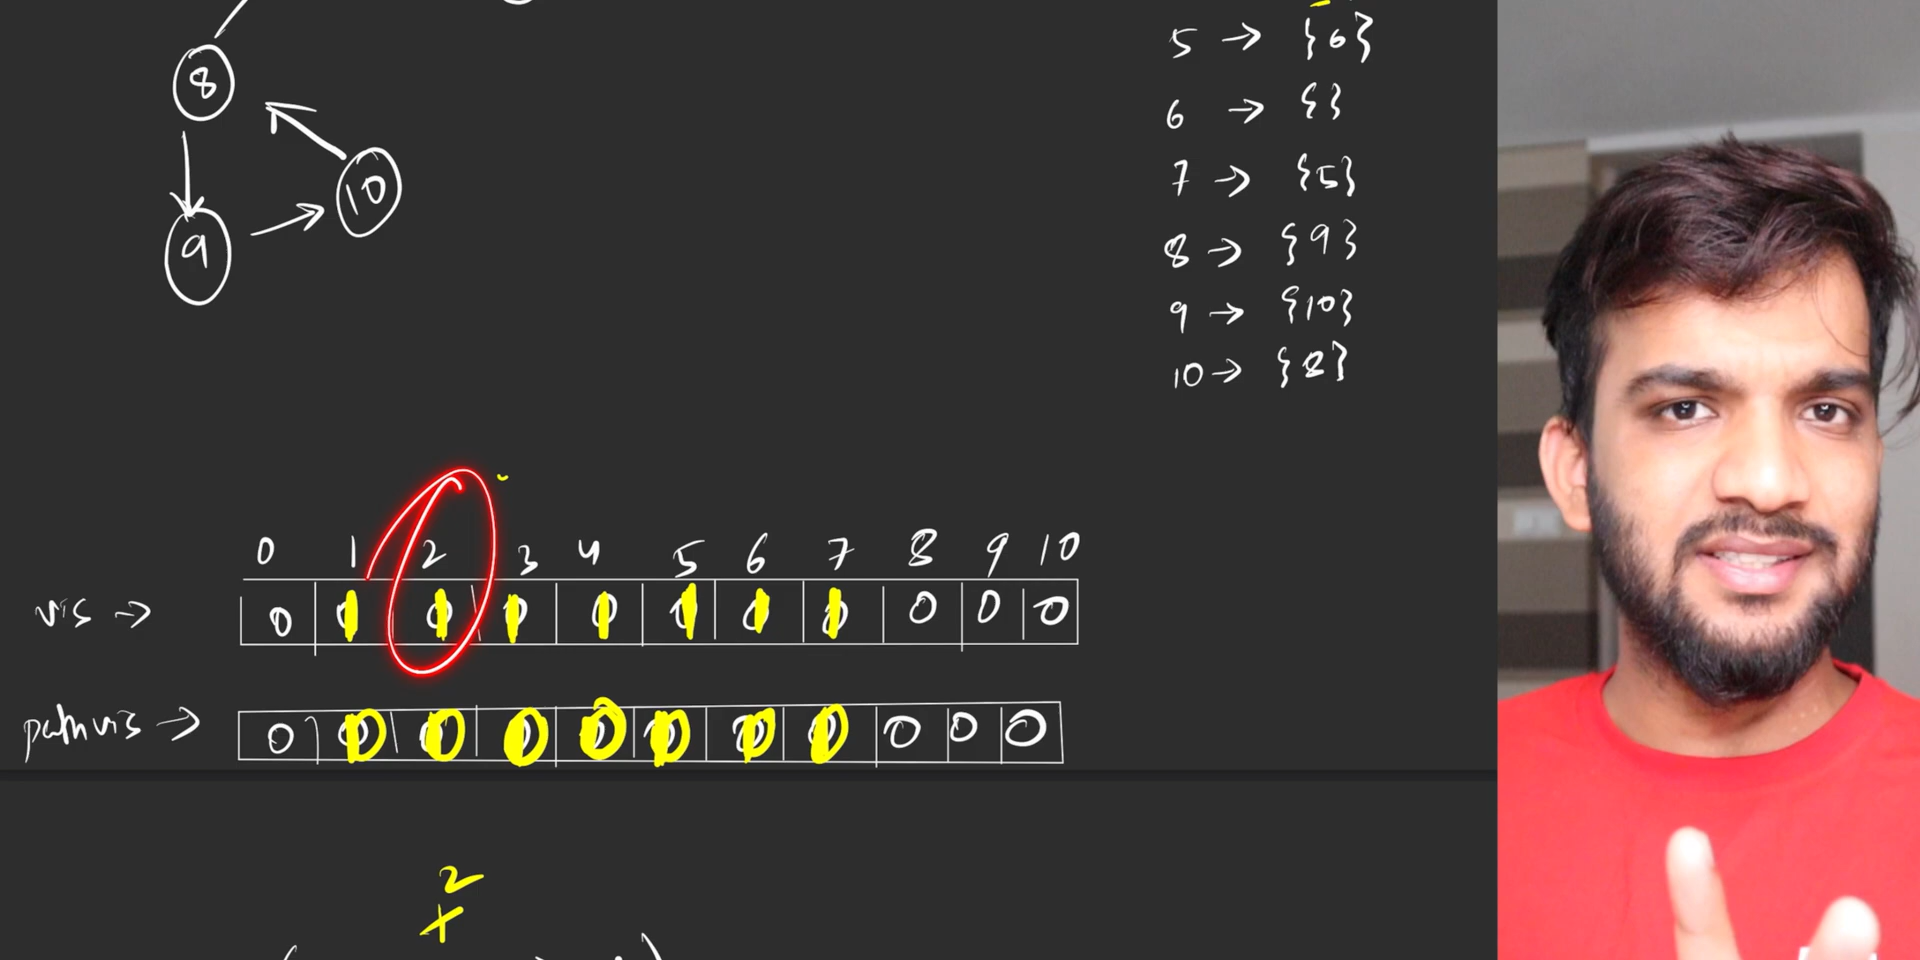 8
10
9
5 → {6}
6 → {}
7 → {5}
8 → {9}
9 → {10}
10 → {8}
0 1 2 3 4 5 6 7 8 9 10
vis → 0 1 1 1 1 1 1 1 0 0 0
pathvis → 0 0 0 0 0 0 0 0 0 0 0
2